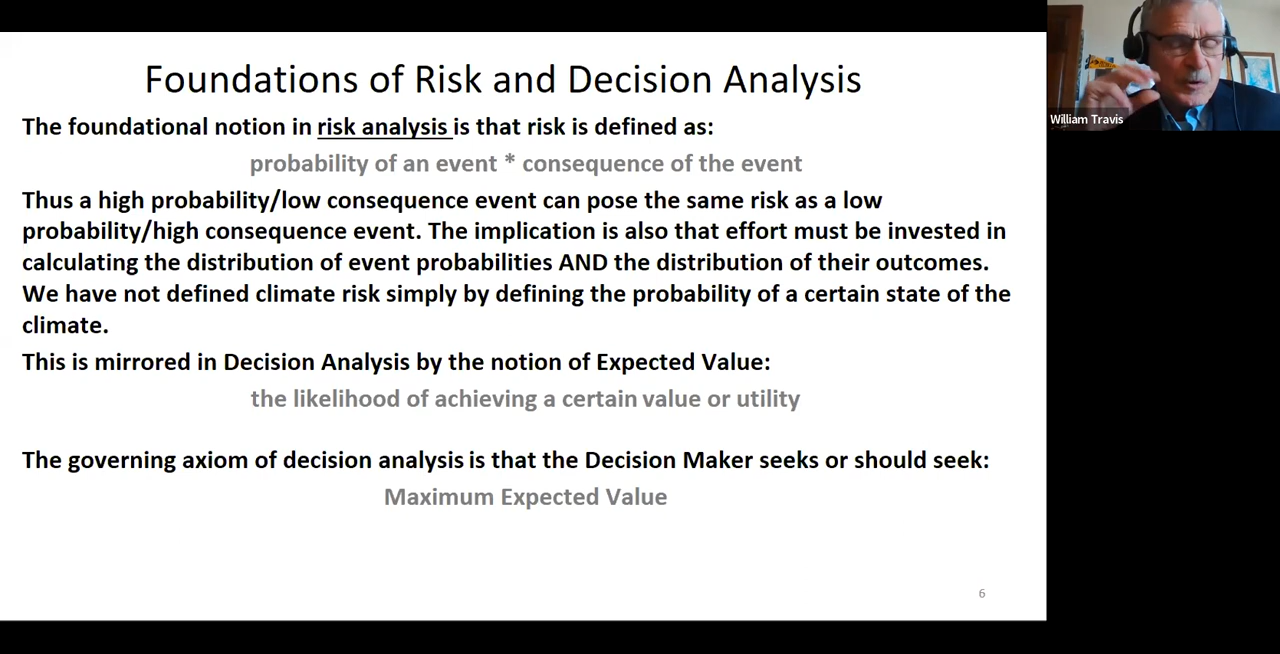 Foundations of Risk and Decision Analysis
The foundational notion in risk analysis is that risk is defined as:
probability of an event * consequence of the event
Thus a high probability/low consequence event can pose the same risk as a low
probability/high consequence event. The implication is also that effort must be invested in
calculating the distribution of event probabilities AND the distribution of their outcomes.
We have not defined climate risk simply by defining the probability of a certain state of the
climate.
This is mirrored in Decision Analysis by the notion of Expected Value:
the likelihood of achieving a certain value or utility
The governing axiom of decision analysis is that the Decision Maker seeks or should seek:
Maximum Expected Value
6
William Travis